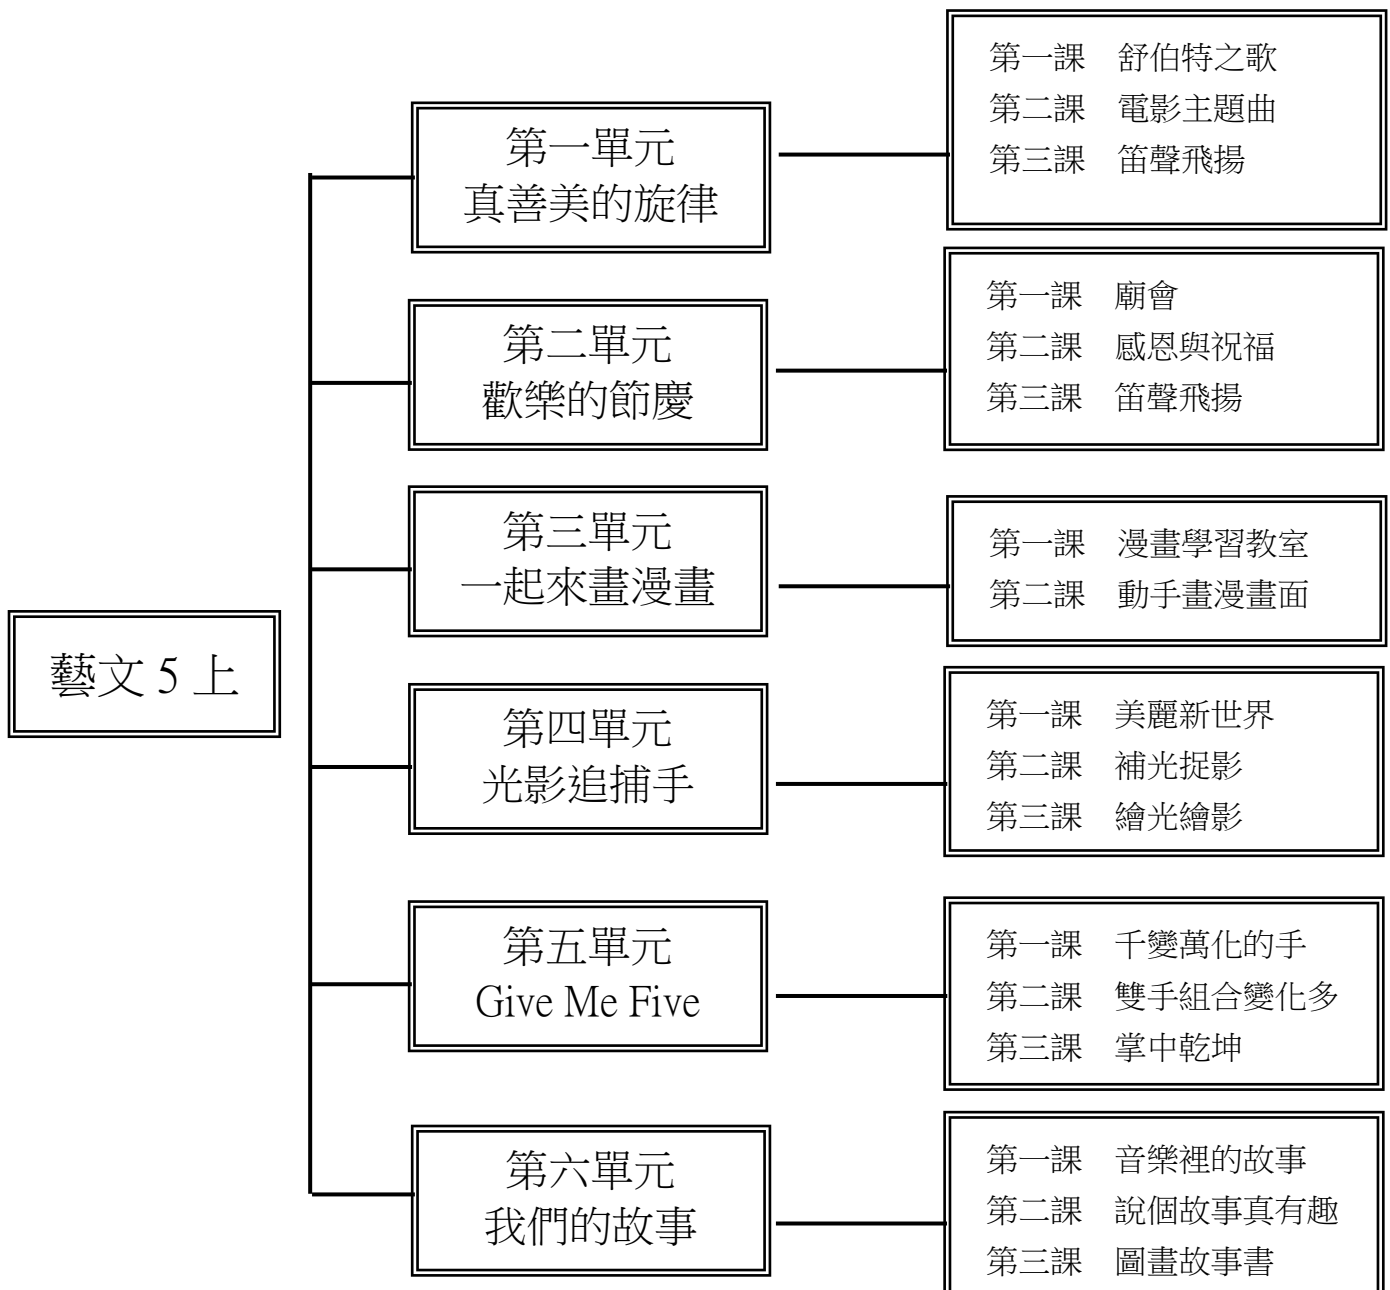 藝文 5 上
第一單元
真善美的旋律
第一課　舒伯特之歌
第二課　電影主題曲
第三課　笛聲飛揚
第二單元
歡樂的節慶
第一課　廟會
第二課　感恩與祝福
第三課　笛聲飛揚
第三單元
一起來畫漫畫
第一課　漫畫學習教室
第二課　動手畫漫畫面
第四單元
光影追捕手
第一課　美麗新世界
第二課　補光捉影
第三課　繪光繪影
第五單元
Give Me Five
第一課　千變萬化的手
第二課　雙手組合變化多
第三課　掌中乾坤
第六單元
我們的故事
第一課　音樂裡的故事
第二課　說個故事真有趣
第三課　圖畫故事書